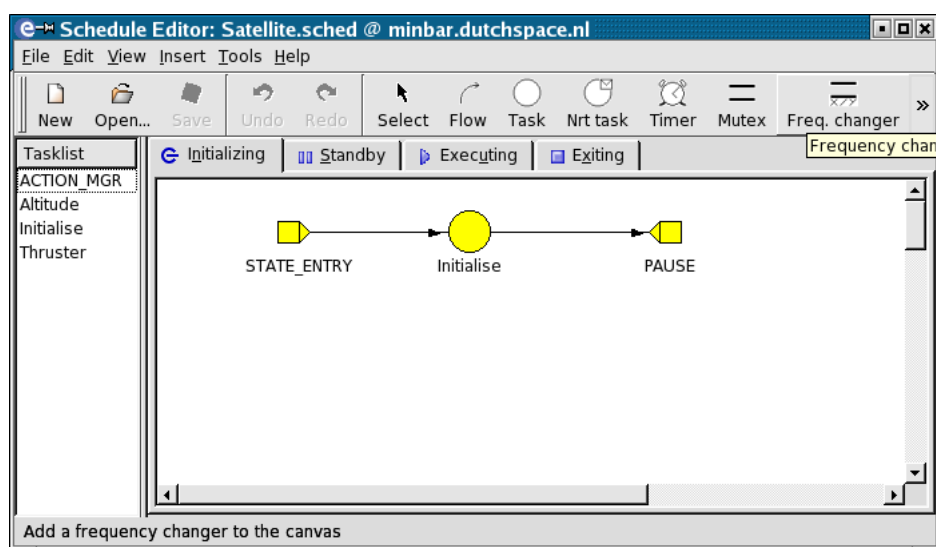 Schedule Editor: Satellite.sched @ minbar.dutchspace.nl
File Edit View Insert Tools Help
New Open... Save Undo Redo Select Flow Task Nrt task Timer Mutex Freq. changer »
Frequency chan
Tasklist
ACTION_MGR
Altitude
Initialise
Thruster
Initializing Standby Executing Exiting
STATE_ENTRY Initialise PAUSE
Add a frequency changer to the canvas